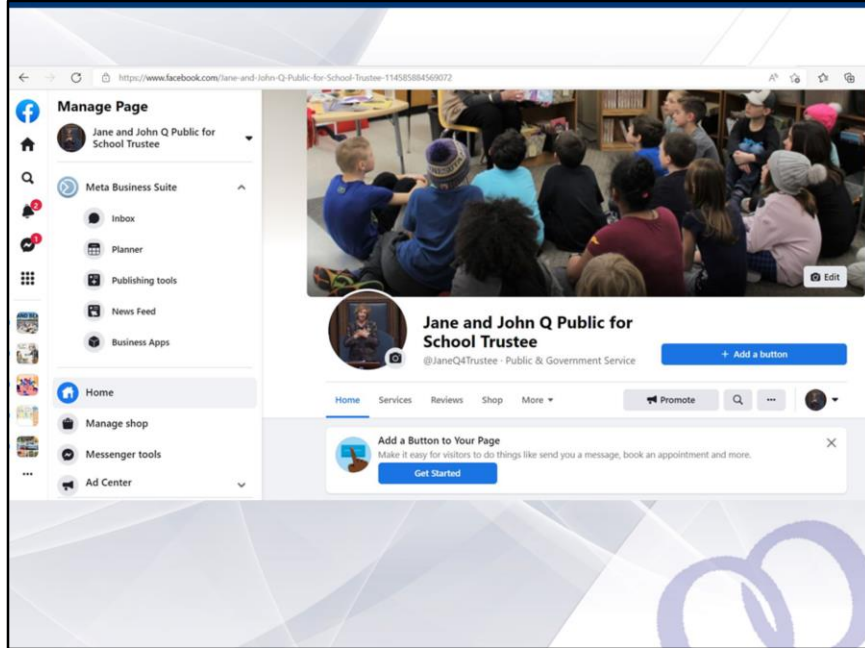 https://www.facebook.com/Jane-and-John-Q-Public-for-School-Trustee-114585884569072
Manage Page
Jane and John Q Public for
School Trustee
Meta Business Suite
Inbox
Planner
Publishing tools
News Feed
Business Apps
Home
Manage shop
Messenger tools
Ad Center
2
1
Edit
Jane and John Q Public for
School Trustee
@JaneQ4Trustee · Public & Government Service
+ Add a button
Home Services Reviews Shop More
Promote
Add a Button to Your Page
Make it easy for visitors to do things like send you a message, book an appointment and more.
Get Started